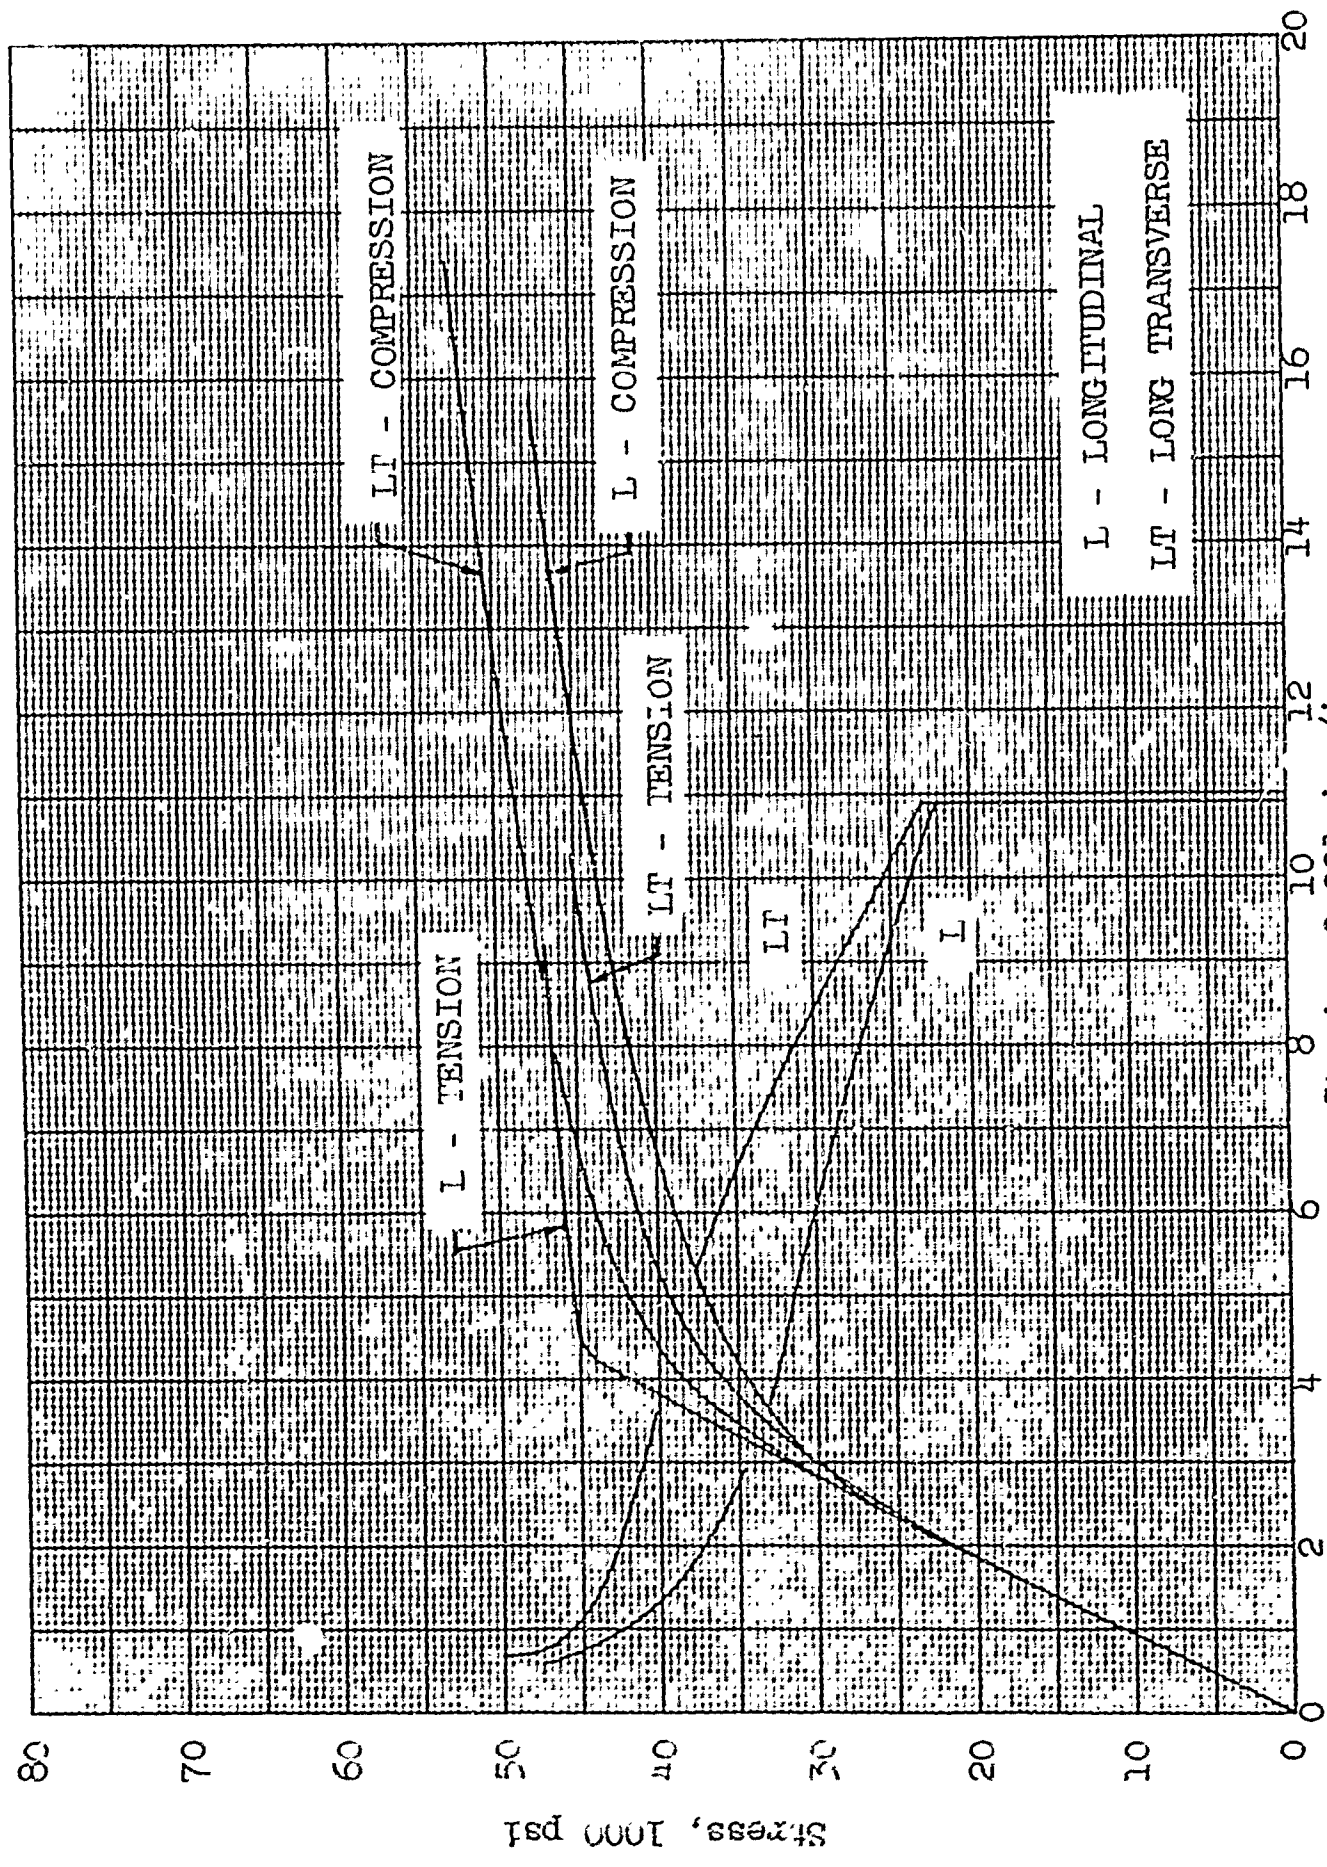 Stress, 1000 psi
80
70
60
50
40
30
20
10
0
L - TENSION
LT - COMPRESSION
L - COMPRESSION
LT - TENSION
LT
L
L - LONGITUDINAL
LT - LONG TRANSVERSE
0 2 4 6 8 10 12 14 16 18 20